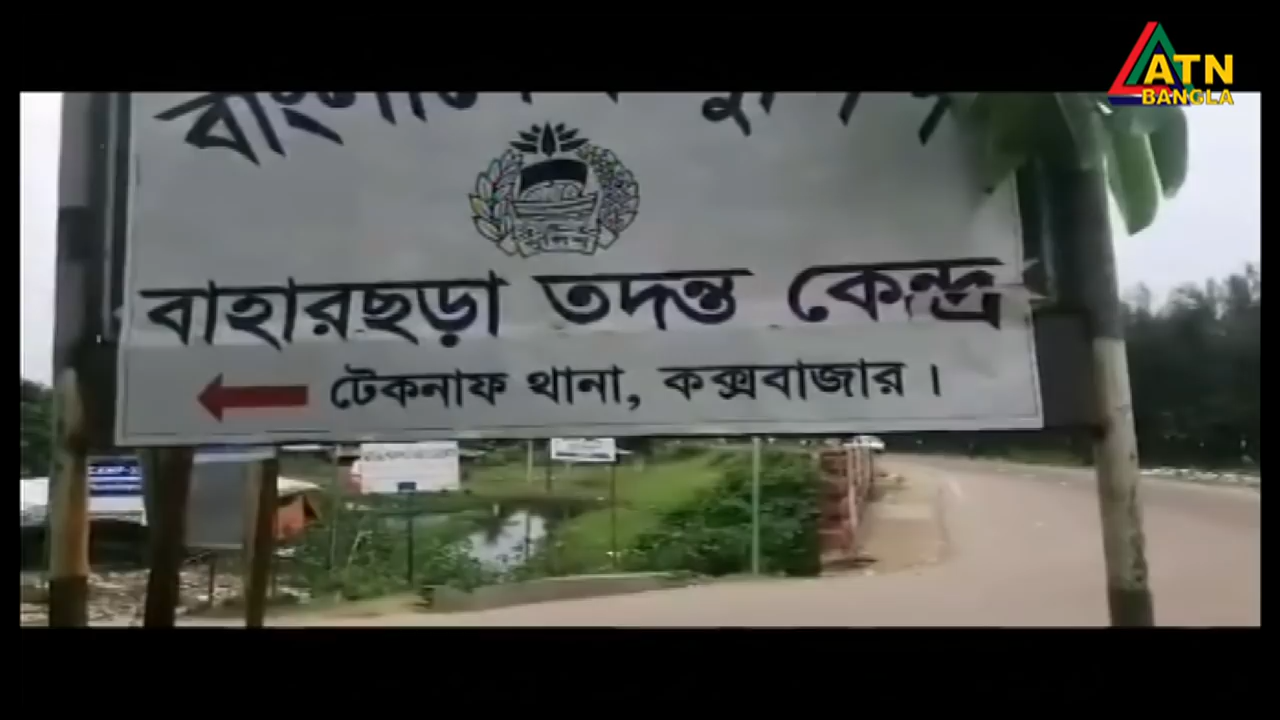 ATN
BANGLA
পুলিশ
বাহারছড়া তদন্ত কেন্দ্র
টেকনাফ থানা, কক্সবাজার।